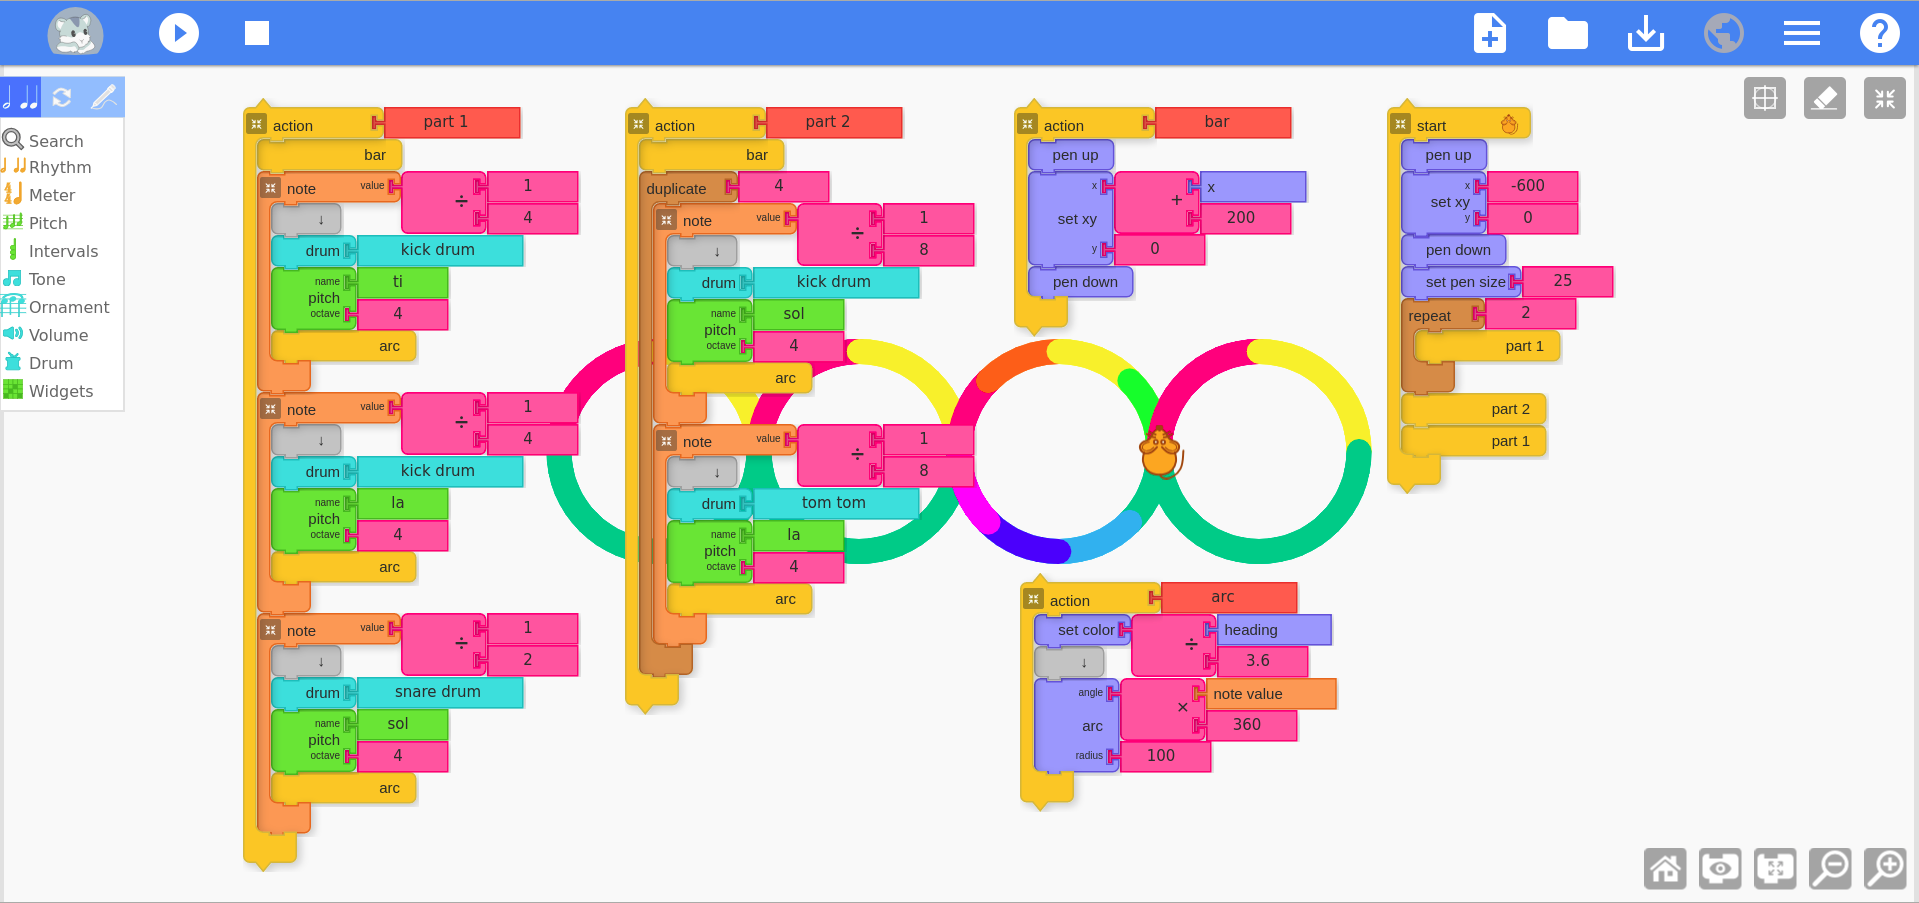 Search
Rhythm
Meter
Pitch
Intervals
Tone
Ornament
Volume
Drum
Widgets
action part 1
bar
note value ÷ 1
4
↓
drum kick drum
name ti
pitch
octave 4
arc
note value ÷ 1
4
↓
drum kick drum
name la
pitch
octave 4
arc
note value ÷ 1
2
↓
drum snare drum
name sol
pitch
octave 4
arc
action part 2
bar
duplicate 4
note value ÷ 1
8
↓
drum kick drum
name sol
pitch
octave 4
arc
note value ÷ 1
8
↓
drum tom tom
name la
pitch
octave 4
arc
action bar
pen up
x + x
set xy 200
y 0
pen down
action arc
set color ÷ heading
3.6
↓
angle × note value
arc 360
radius 100
start
pen up
x -600
set xy
y 0
pen down
set pen size 25
repeat 2
part 1
part 2
part 1